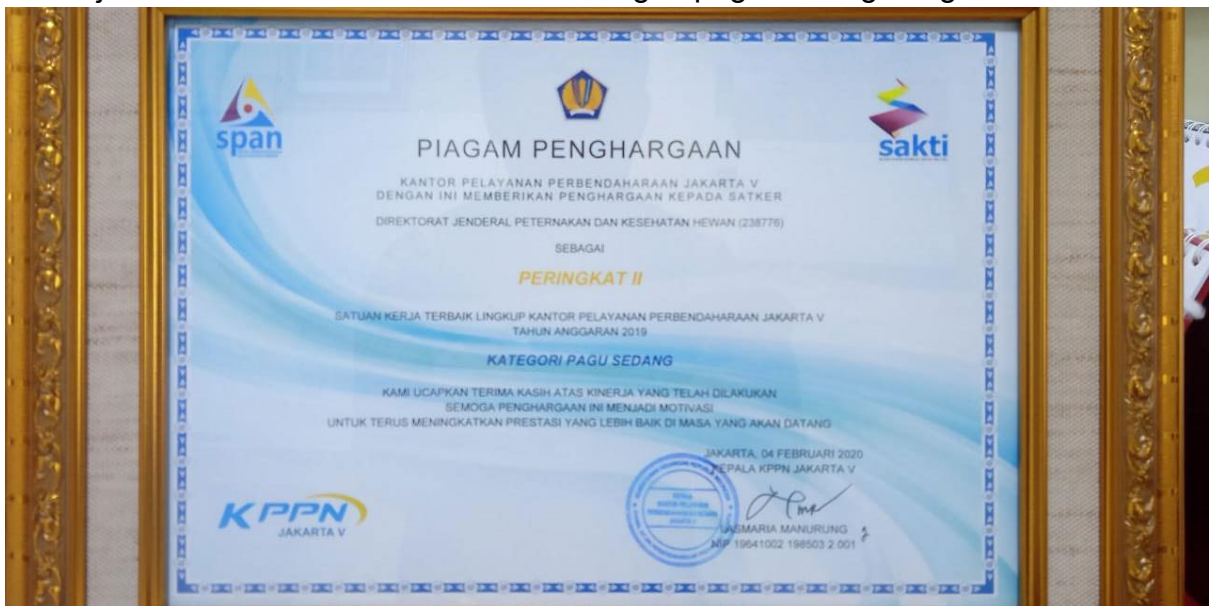 span
sakti
PIAGAM PENGHARGAAN
KANTOR PELAYANAN PERBENDAHARAAN JAKARTA V
DENGAN INI MEMBERIKAN PENGHARGAAN KEPADA SATKER
DIREKTORAT JENDERAL PETERNAKAN DAN KESEHATAN HEWAN (238776)
SEBAGAI
PERINGKAT II
SATUAN KERJA TERBAIK LINGKUP KANTOR PELAYANAN PERBENDAHARAAN JAKARTA V
TAHUN ANGGARAN 2019
KATEGORI PAGU SEDANG
KAMI UCAPKAN TERIMA KASIH ATAS KINERJA YANG TELAH DILAKUKAN
SEMOGA PENGHARGAAN INI MENJADI MOTIVASI
UNTUK TERUS MENINGKATKAN PRESTASI YANG LEBIH BAIK DI MASA YANG AKAN DATANG
JAKARTA, 04 FEBRUARI 2020
KEPALA KPPN JAKARTA V
MANURUNG
NIP 19641002 198503 2.001
KPPN
JAKARTA V